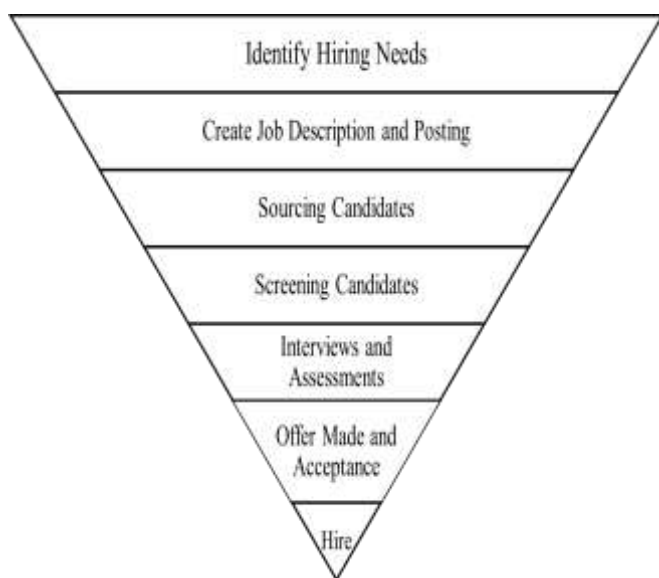 Identify Hiring Needs
Create Job Description and Posting
Sourcing Candidates
Screening Candidates
Interviews and
Assessments
Offer Made and
Acceptance
Hire